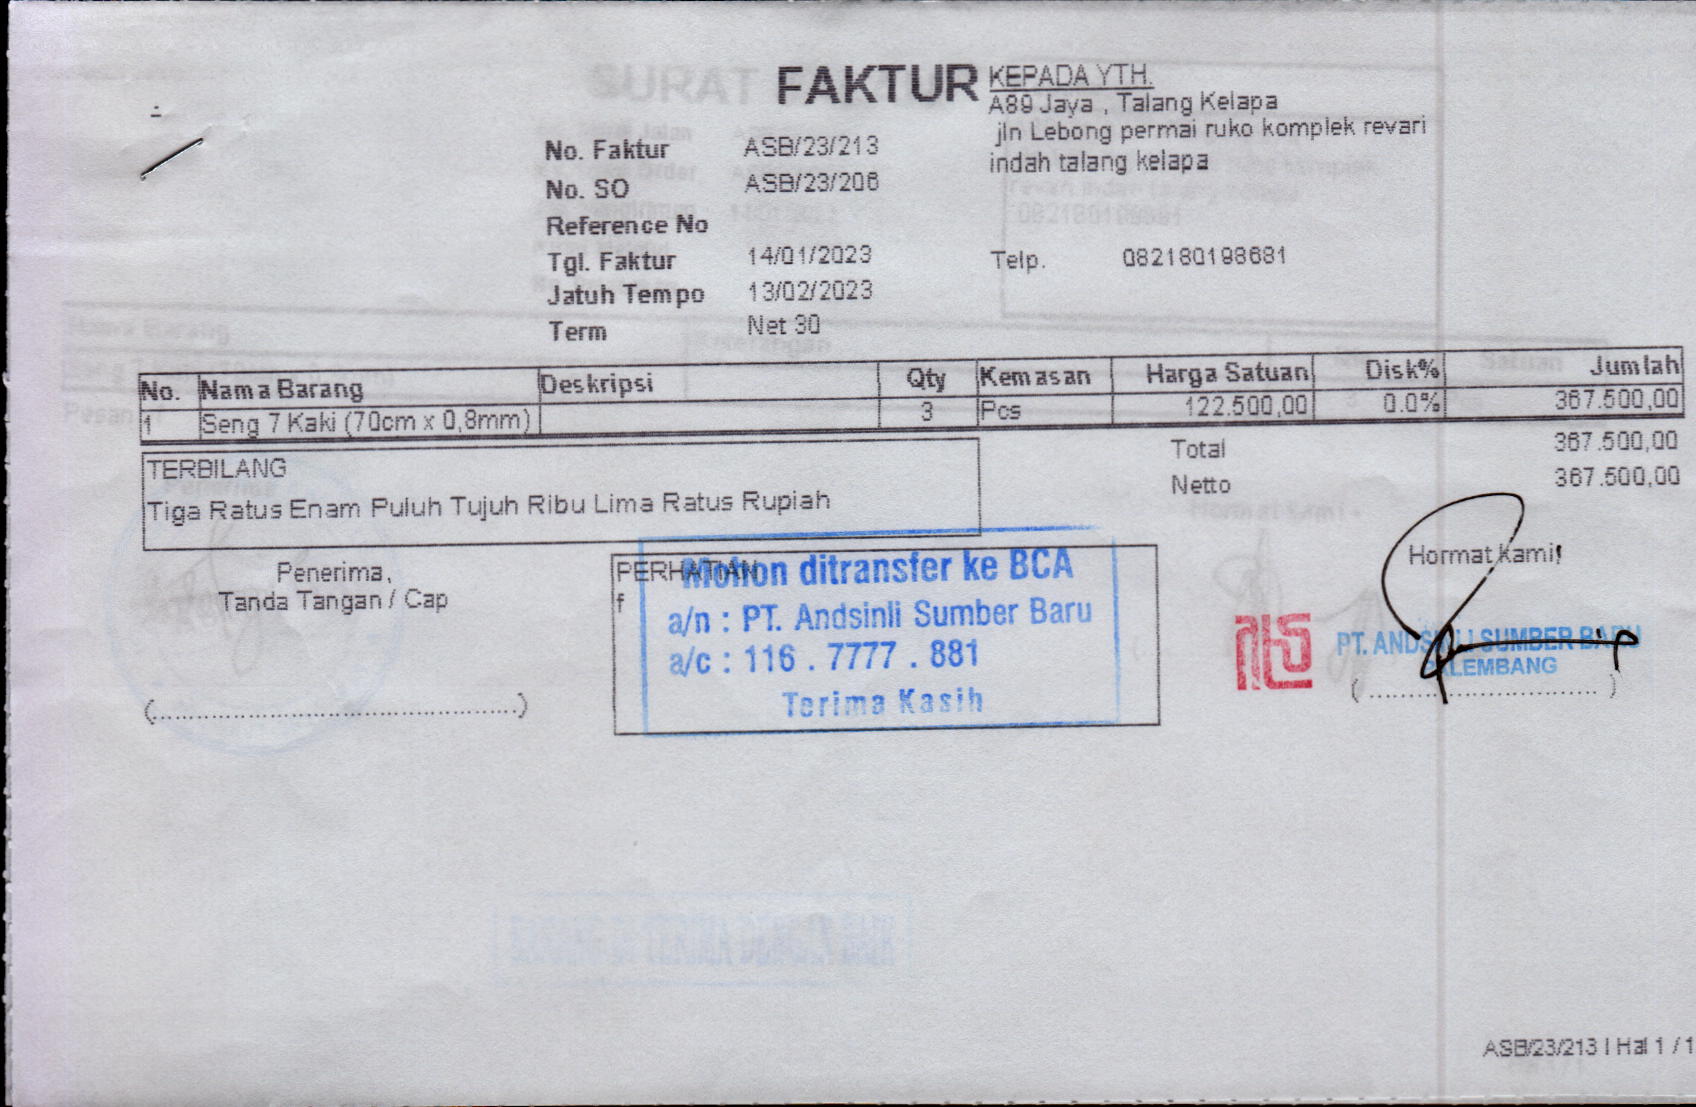 FAKTUR
No. Faktur ASB/23/213
No. SO ASB/23/206
Reference No
Tgl. Faktur 14/01/2023
Jatuh Tempo 13/02/2023
Term Net 30
KEPADA YTH.
A89 Jaya , Talang Kelapa
jln Lebong permai ruko komplek revari
indah talang kelapa
Telp. 082180198681
No. Nama Barang Deskripsi Qty Kemasan Harga Satuan Disk% Jumlah
1 Seng 7 Kaki (70cm x 0,8mm) 3 Pcs 122.500,00 0.0% 367.500,00
Total 367.500,00
Netto 367.500,00
TERBILANG
Tiga Ratus Enam Puluh Tujuh Ribu Lima Ratus Rupiah
Penerima,
Tanda Tangan / Cap
(................................................)
PERHATIAN
f
Mohon ditransfer ke BCA
a/n : PT. Andsinli Sumber Baru
a/c : 116 . 7777 . 881
Terima Kasih
Hormat Kami,
PT. ANDSINLI SUMBER BARU
PALEMBANG
(................................)
ASB/23/213 | Hal 1 / 1